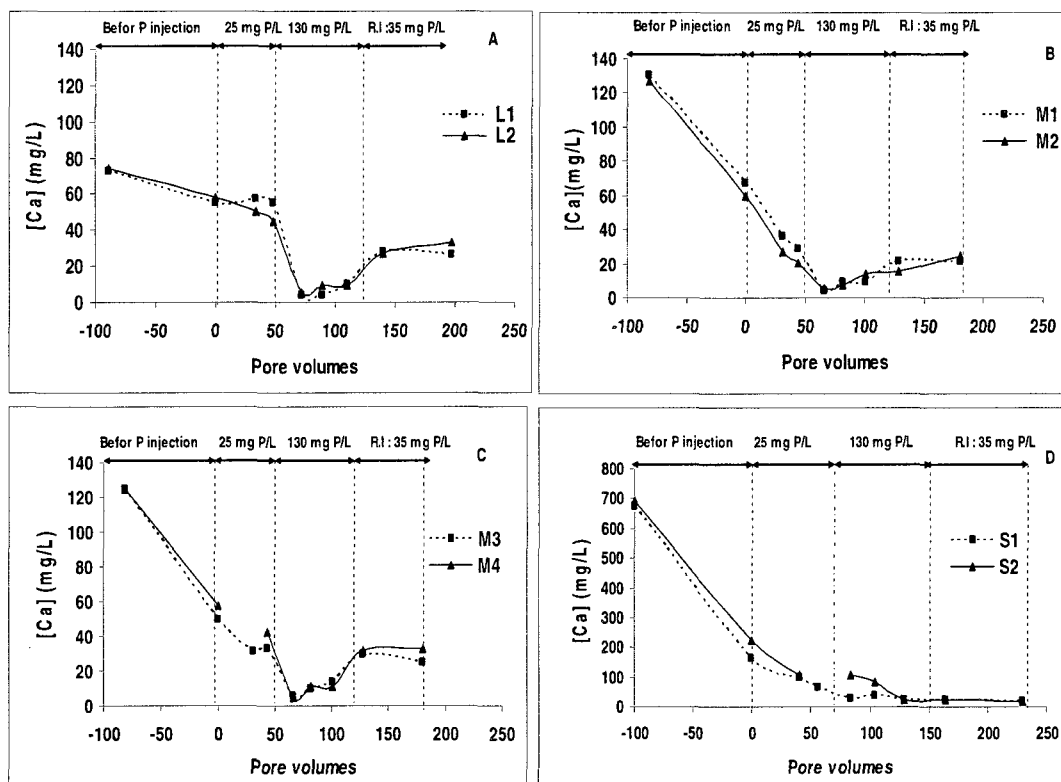 Befor P injection 25 mg P/L 130 mg P/L R.I : 35 mg P/L
A
140
120
100
80
60
40
20
0
[Ca] (mg/L)
L1
L2
-100 -50 0 50 100 150 200 250
Pore volumes
Befor P injection 25 mg P/L 130 mg P/L R.I : 35 mg P/L
B
140
120
100
80
60
40
20
0
[Ca](mg/L)
M1
M2
-100 -50 0 50 100 150 200 250
Pore volumes
Befor P injection 25 mg P/L 130 mg P/L R.I : 35 mg P/L
C
140
120
100
80
60
40
20
0
[Ca] (mg/L)
M3
M4
-100 -50 0 50 100 150 200 250
Pore volumes
Befor P injection 25 mg P/L 130 mg P/L R.I : 35 mg P/L
D
800
700
600
500
400
300
200
100
0
[Ca] (mg/L)
S1
S2
-100 -50 0 50 100 150 200 250
Pore volumes